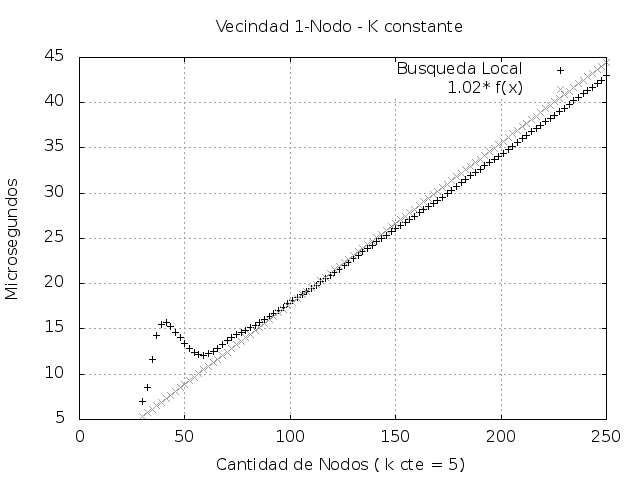 Vecindad 1-Nodo - K constante
Busqueda Local
1.02* f(x)
45
40
35
30
25
20
15
10
5
Microsegundos
0 50 100 150 200 250
Cantidad de Nodos ( k cte = 5)